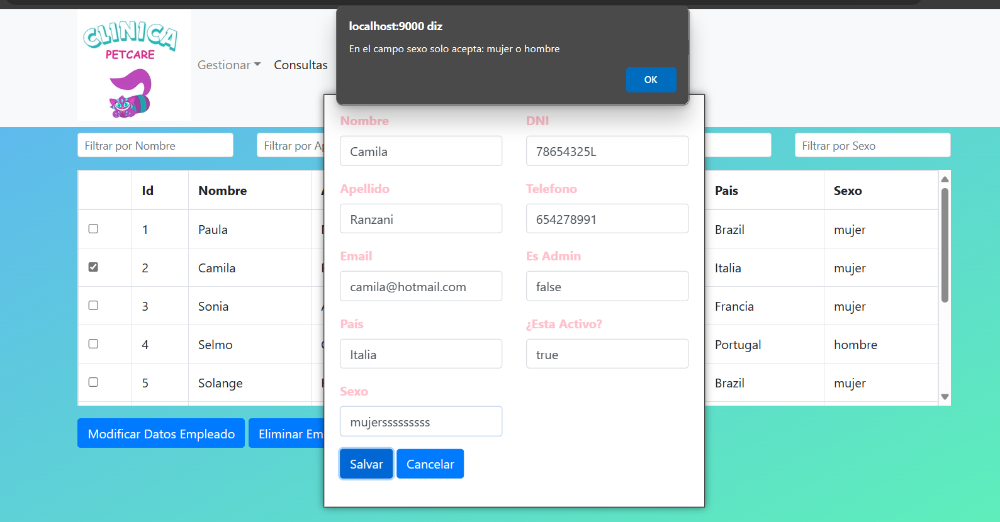 CLINICA
PETCARE
Gestionar
Consultas
localhost:9000 diz
En el campo sexo solo acepta: mujer o hombre
OK
Filtrar por Nombre
Filtrar por
Filtrar por Sexo
Id Nombre Pais Sexo
1 Paula Brazil mujer
2 Camila Italia mujer
3 Sonia Francia mujer
4 Selmo Portugal hombre
5 Solange Brazil mujer
Modificar Datos Empleado
Eliminar Em
Nombre DNI
Camila 78654325L
Apellido Telefono
Ranzani 654278991
Email Es Admin
camila@hotmail.com false
País ¿Esta Activo?
Italia true
Sexo
mujersssssssss
Salvar Cancelar